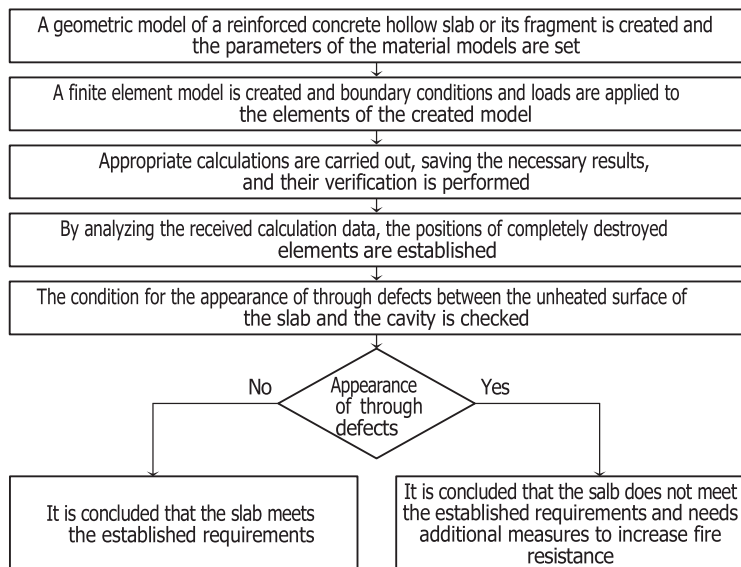 A geometric model of a reinforced concrete hollow slab or its fragment is created and
the parameters of the material models are set
A finite element model is created and boundary conditions and loads are applied to
the elements of the created model
Appropriate calculations are carried out, saving the necessary results,
and their verification is performed
By analyzing the received calculation data, the positions of completely destroyed
elements are established
The condition for the appearance of through defects between the unheated surface of
the slab and the cavity is checked
No
Appearance
of through
defects
Yes
It is concluded that the slab meets
the established requirements
It is concluded that the salb does not meet
the established requirements and needs
additional measures to increase fire
resistance